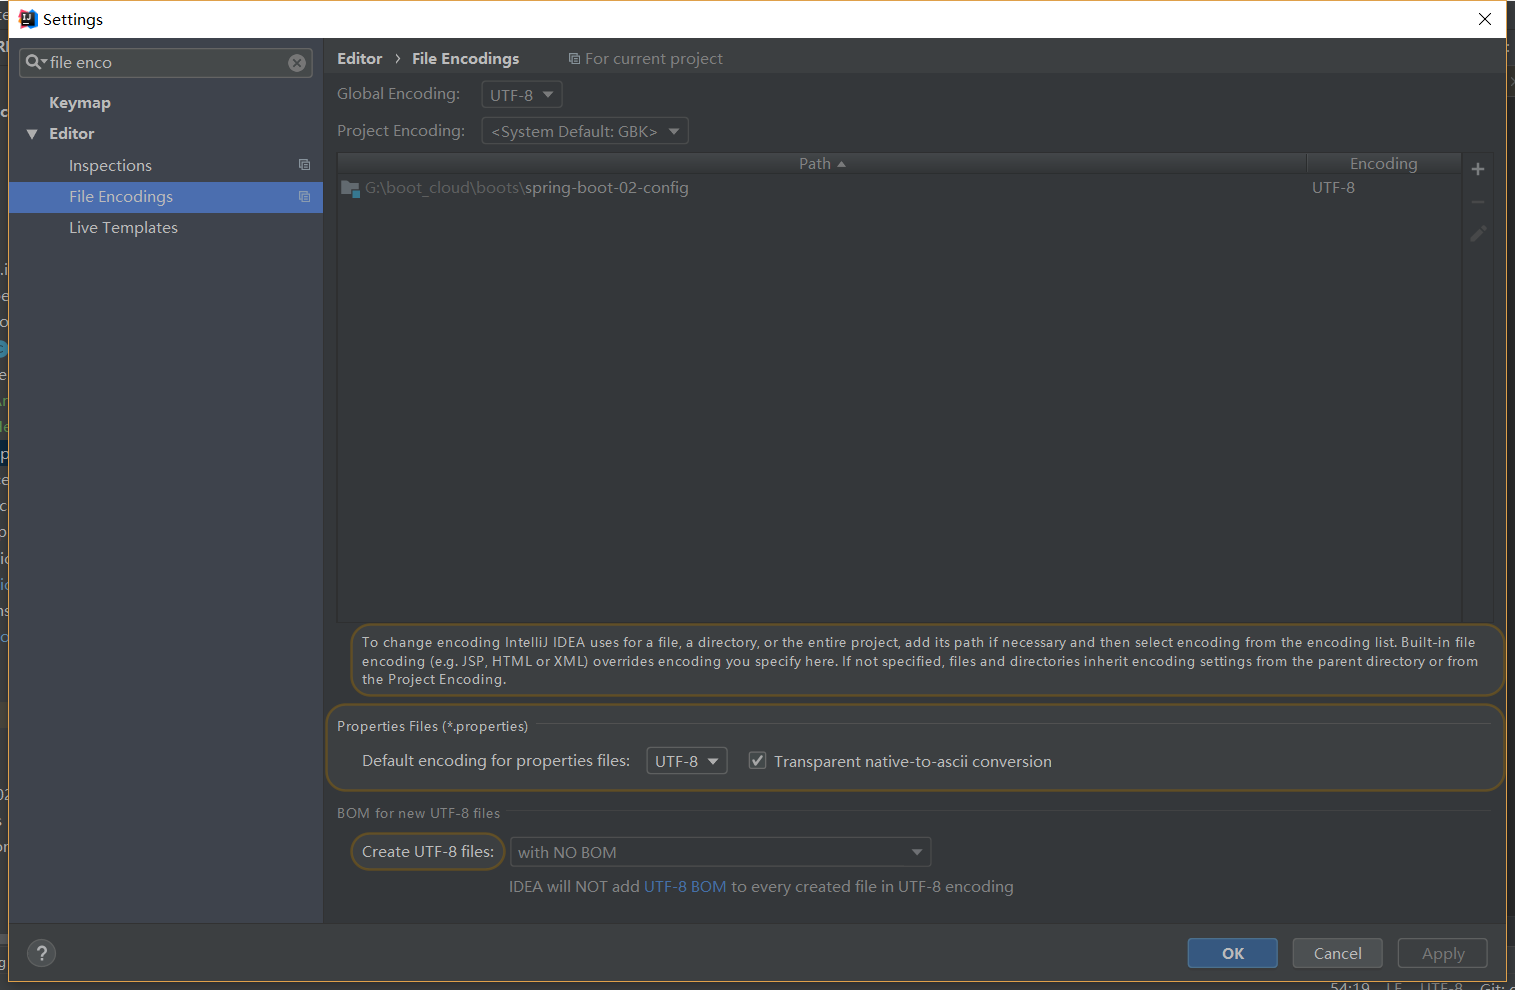 Settings
file enco
Keymap
Editor
Inspections
File Encodings
Live Templates
Editor › File Encodings For current project
Global Encoding: UTF-8
Project Encoding: <System Default: GBK>
Path Encoding
G:\boot_cloud\boots\spring-boot-02-config UTF-8
To change encoding IntelliJ IDEA uses for a file, a directory, or the entire project, add its path if necessary and then select encoding from the encoding list. Built-in file
encoding (e.g. JSP, HTML or XML) overrides encoding you specify here. If not specified, files and directories inherit encoding settings from the parent directory or from
the Project Encoding.
Properties Files (*.properties)
Default encoding for properties files: UTF-8 Transparent native-to-ascii conversion
BOM for new UTF-8 files
Create UTF-8 files: with NO BOM
IDEA will NOT add UTF-8 BOM to every created file in UTF-8 encoding
? OK Cancel Apply
54:19 LF UTF-8 Git: